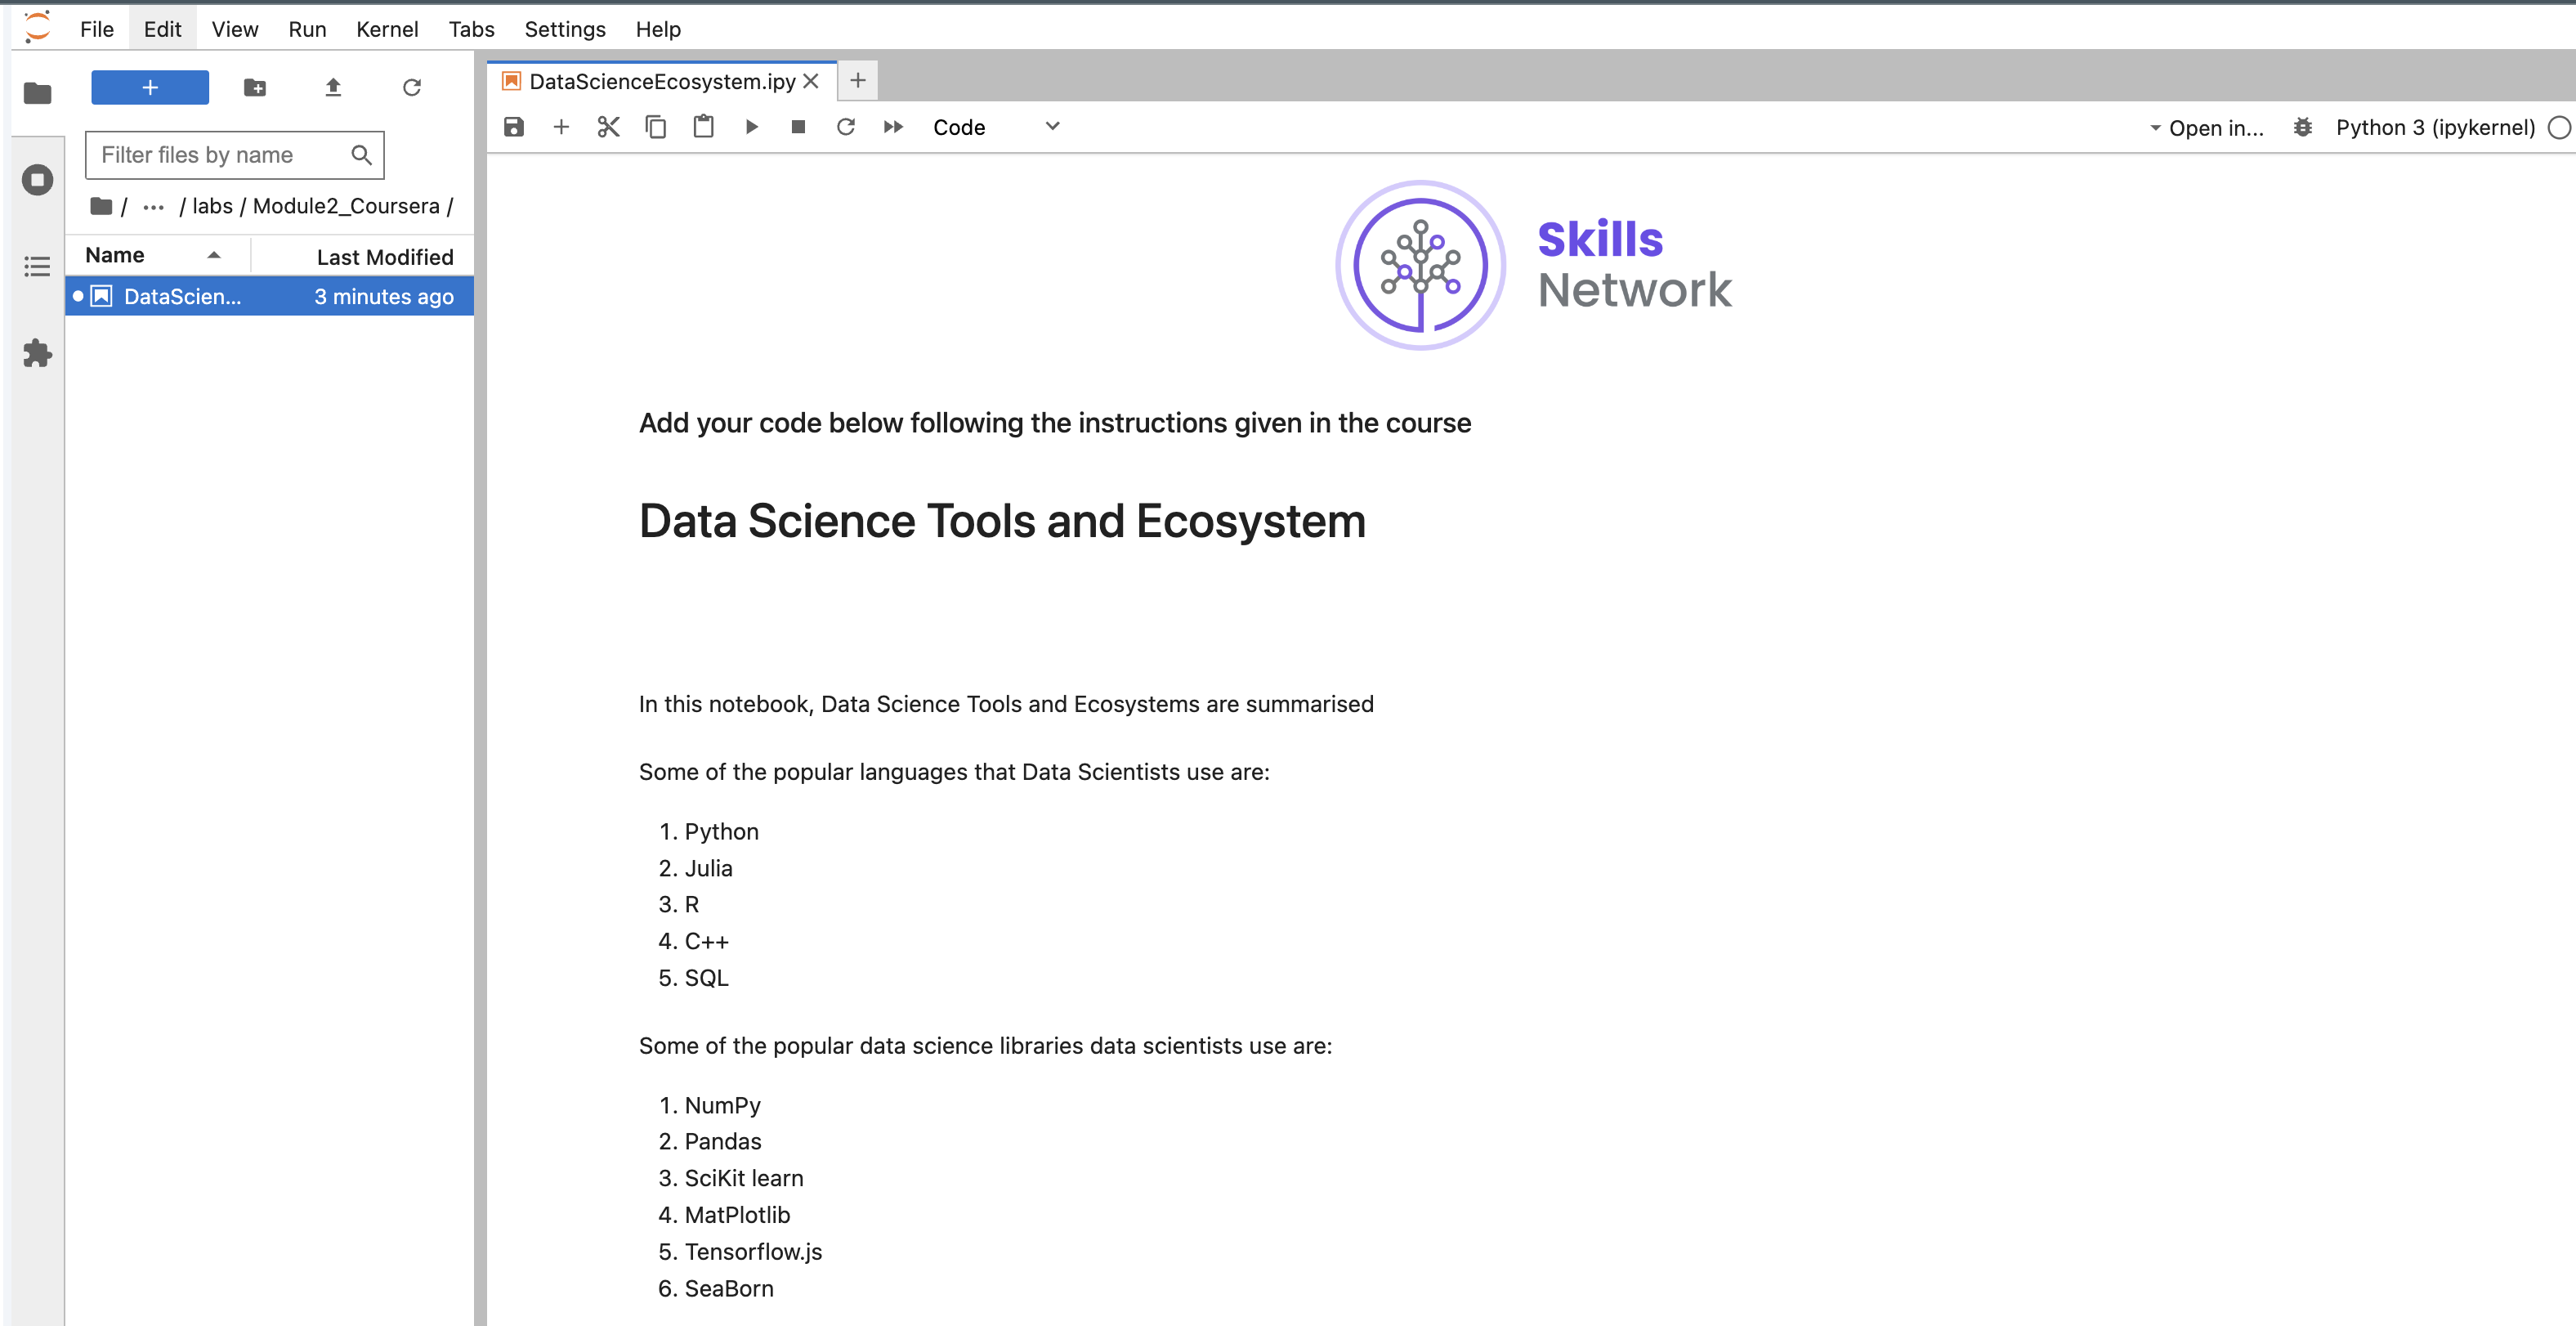 File Edit View Run Kernel Tabs Settings Help
DataScienceEcosystem.ipy
Filter files by name
/ ... / labs / Module2_Coursera /
Name Last Modified
DataScien... 3 minutes ago
Code
Open in... Python 3 (ipykernel)
Skills
Network
Add your code below following the instructions given in the course
Data Science Tools and Ecosystem
In this notebook, Data Science Tools and Ecosystems are summarised
Some of the popular languages that Data Scientists use are:
1. Python
2. Julia
3. R
4. C++
5. SQL
Some of the popular data science libraries data scientists use are:
1. NumPy
2. Pandas
3. SciKit learn
4. MatPlotlib
5. Tensorflow.js
6. SeaBorn